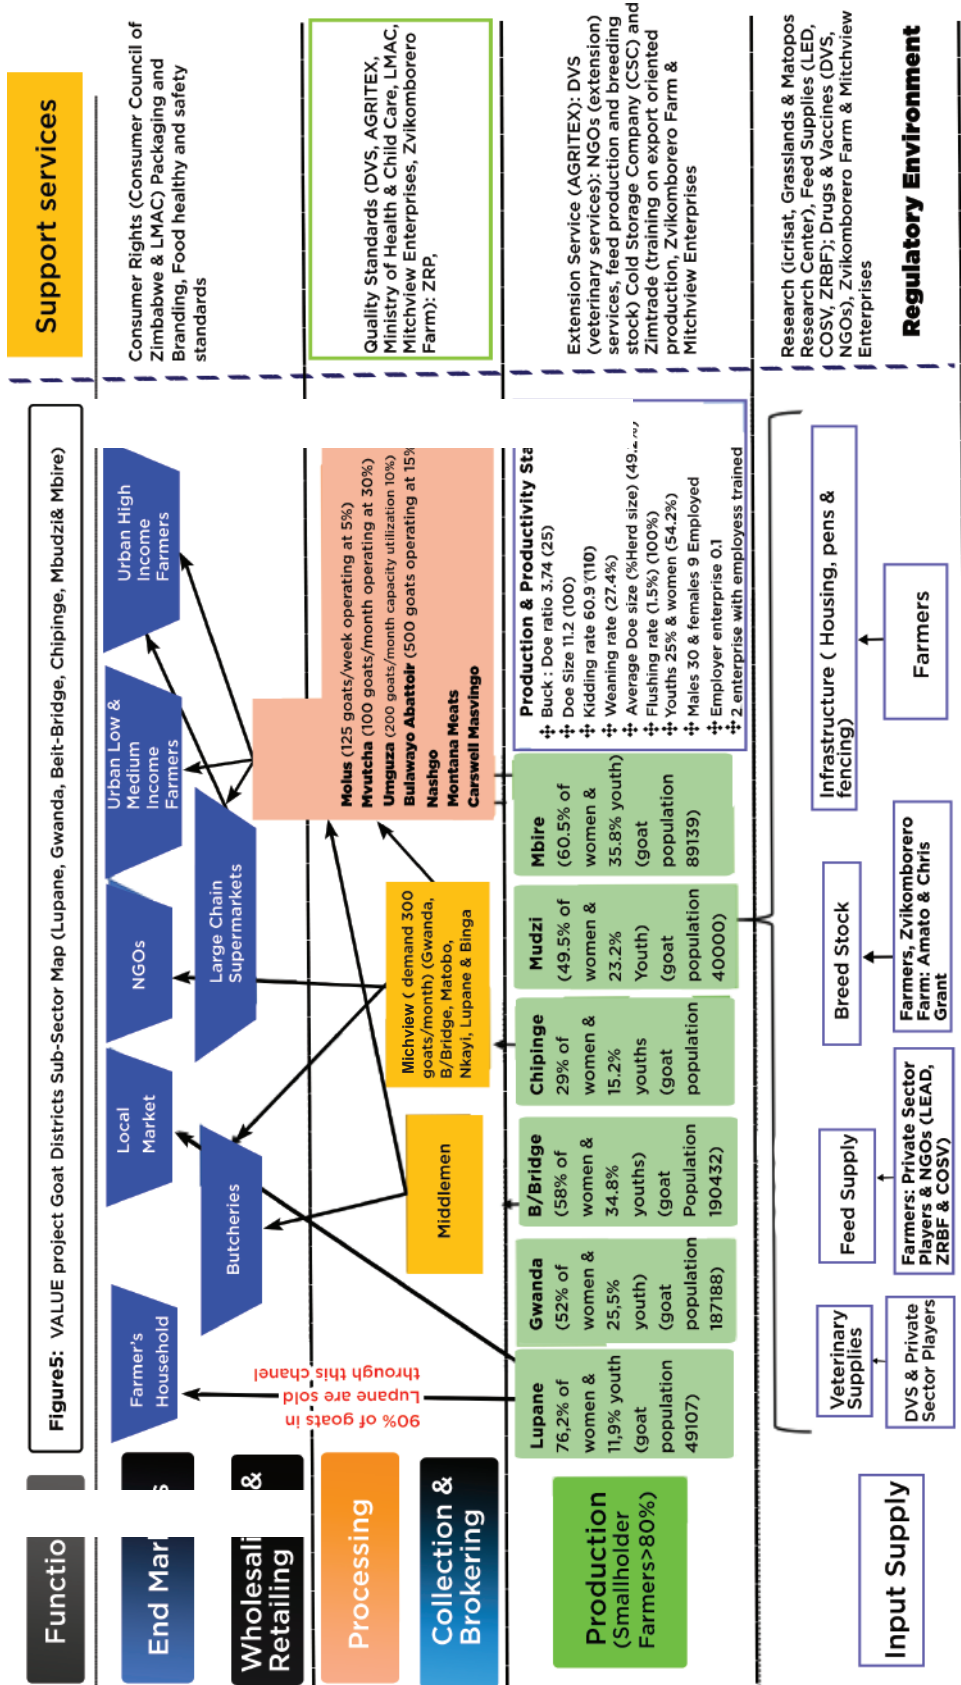 Figure5: VALUE project Goat Districts Sub-Sector Map (Lupane, Gwanda, Beit-Bridge, Chipinge, Mbudzi& Mbire)
Support services
Functio
End Mar
Farmer's
Household
Local
Market
NGOs
Urban Low &
Medium
Income
Farmers
Urban High
Income
Farmers
Consumer Rights (Consumer Council of
Zimbabwe & LMAC) Packaging and
Branding, Food healthy and safety
standards
Wholesali
&
Retailing
Butcheries
Large Chain
Supermarkets
90% of goats in
Lupane are sold
through this chanel
Processing
Molus (125 goats/week operating at 5%)
Mvutcha (100 goats/month operating at 30%)
Umguza (200 goats/month capacity utilization 10%)
Bulawayo Abattoir (500 goats operating at 15%
Nashgo
Montana Meats
Carswell Masvingo
Quality Standards (DVS, AGRITEX,
Ministry of Health & Child Care, LMAC,
Mitchview Enterprises, Zvikomborero
Farm): ZRP,
Collection &
Brokering
Middlemen
Michview ( demand 300
goats/month) (Gwanda,
B/Bridge, Matobo,
Nkayi, Lupane & Binga
Production
(Smallholder
Farmers>80%)
Lupane
76,2% of
women &
11,9% youth
(goat
population
49107)
Gwanda
(52% of
women &
25,5%
youth)
(goat
population
187188)
B/Bridge
(58% of
women &
34.8%
youths)
(goat
Population
190432)
Chipinge
29% of
women &
15.2%
youths
(goat
population
Mudzi
(49.5% of
women &
23.2%
Youth)
(goat
population
40000)
Mbire
(60.5% of
women &
35.8% youth)
(goat
population
89139)
Production & Productivity Sta
Buck : Doe ratio 3.74 (25)
Doe Size 11.2 (100)
Kidding rate 60.9 (110)
Weaning rate (27.4%)
Average Doe size (%Herd size) (49.2%)
Flushing rate (1.5%) (100%)
Youths 25% & women (54.2%)
Males 30 & females 9 Employed
Employer enterprise 0.1
2 enterprise with employess trained
Extension Service (AGRITEX): DVS
(veterinary services): NGOs (extension)
services, feed production and breeding
stock) Cold Storage Company (CSC) and
Zimtrade (training on export oriented
production, Zvikomborero Farm &
Mitchview Enterprises
Input Supply
Veterinary
Supplies
DVS & Private
Sector Players
Feed Supply
Farmers: Private Sector
Players & NGOs (LEAD,
ZRBF & COSV)
Breed Stock
Farmers, Zvikomborero
Farm: Amato & Chris
Grant
Infrastructure ( Housing, pens &
fencing)
Farmers
Research (icrisat, Grasslands & Matopos
Research Center), Feed Supplies (LED,
COSV, ZRBF); Drugs & Vaccines (DVS,
NGOs), Zvikomborero Farm & Mitchview
Enterprises
Regulatory Environment